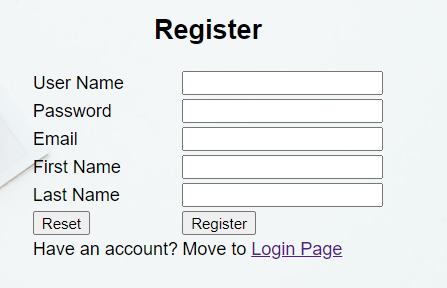 Register
User Name
Password
Email
First Name
Last Name
Reset Register
Have an account? Move to Login Page